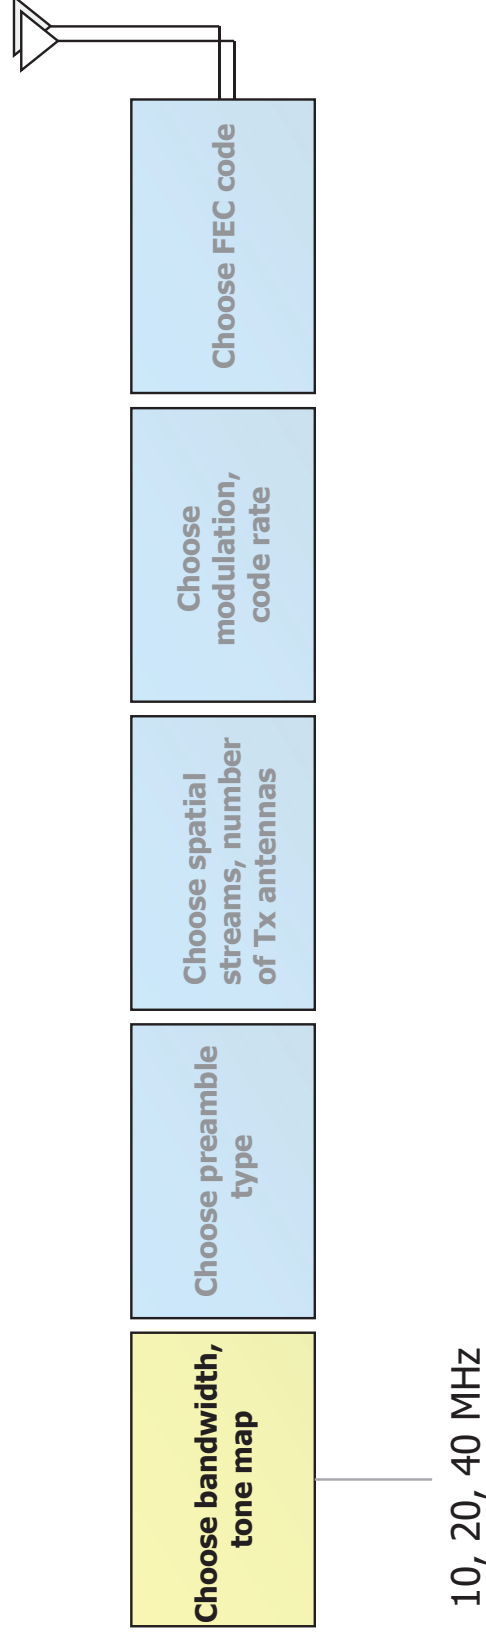 Choose bandwidth,
tone map
Choose preamble
type
Choose spatial
streams, number
of Tx antennas
Choose
modulation,
code rate
Choose FEC code
10, 20, 40 MHz